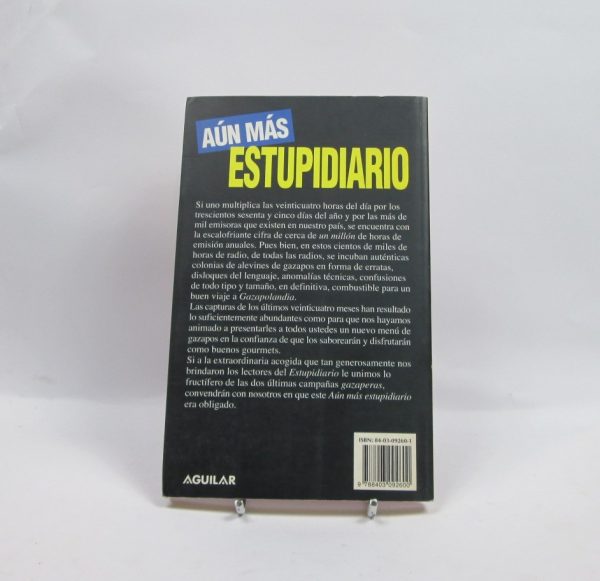 AÚN MÁS
ESTUPIDIARIO
Si uno multiplica las veinticuatro horas del día por los
trescientos sesenta y cinco días del año y por las más de
mil emisoras que existen en nuestro país, se encuentra con
la escalofriante cifra de cerca de un millón de horas de
emisión anuales. Pues bien, en estos cientos de miles de
horas de radio, de todas las radios, se incuban auténticas
colonias de alevines de gazapos en forma de erratas,
disloques del lenguaje, anomalías técnicas, confusiones
de todo tipo y tamaño, en definitiva, combustible para un
buen viaje a Gazapolandia.
Las capturas de los últimos veinticuatro meses han resultado
lo suficientemente abundantes como para que nos hayamos
animado a presentarles a todos ustedes un nuevo menú de
gazapos en la confianza de que los saborearán y disfrutarán
como buenos gourmets.
Si a la extraordinaria acogida que tan generosamente nos
brindaron los lectores del Estupidiario le unimos lo
fructífero de las dos últimas campañas gazaperas,
convendrán con nosotros en que este Aún más estupidiario
era obligado.
ISBN: 84-03-09260-1
9 788403 092600
AGUILAR